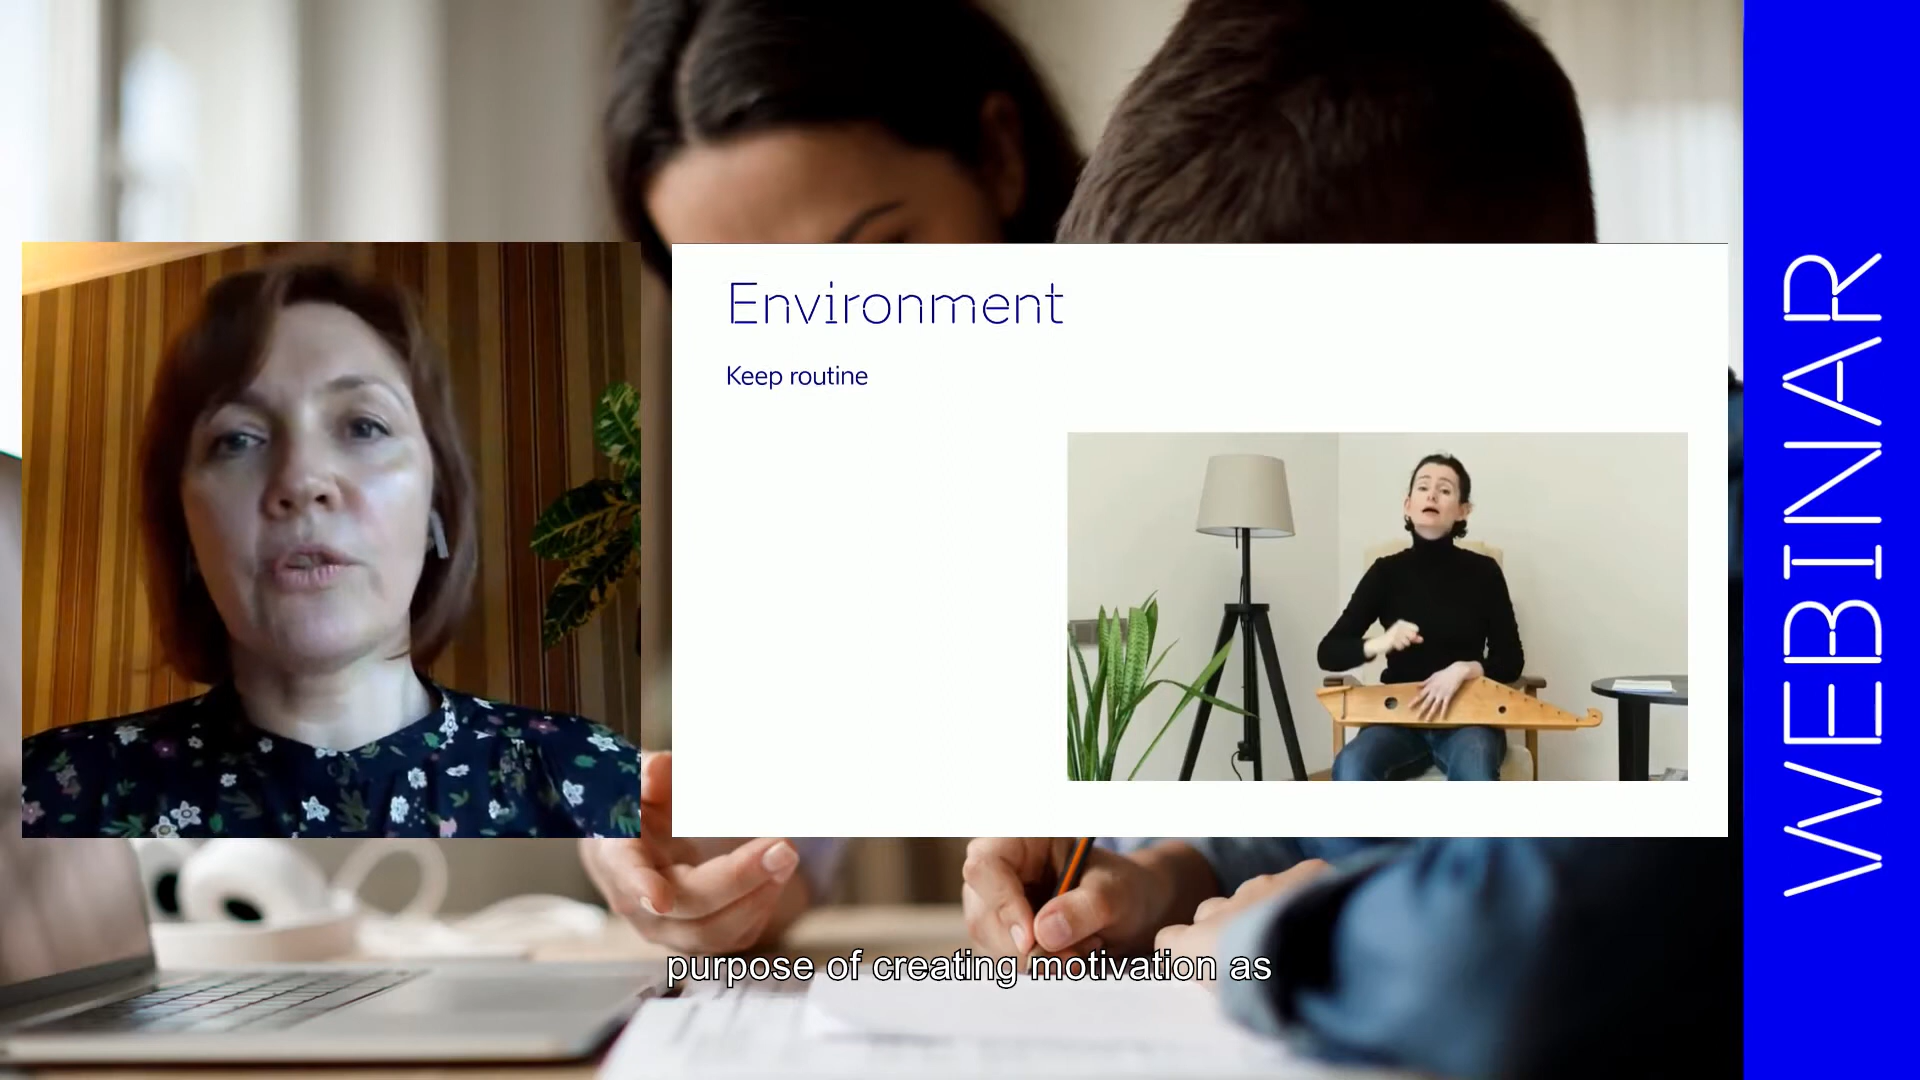 Environment
Keep routine
WEBINAR
purpose of creating motivation as